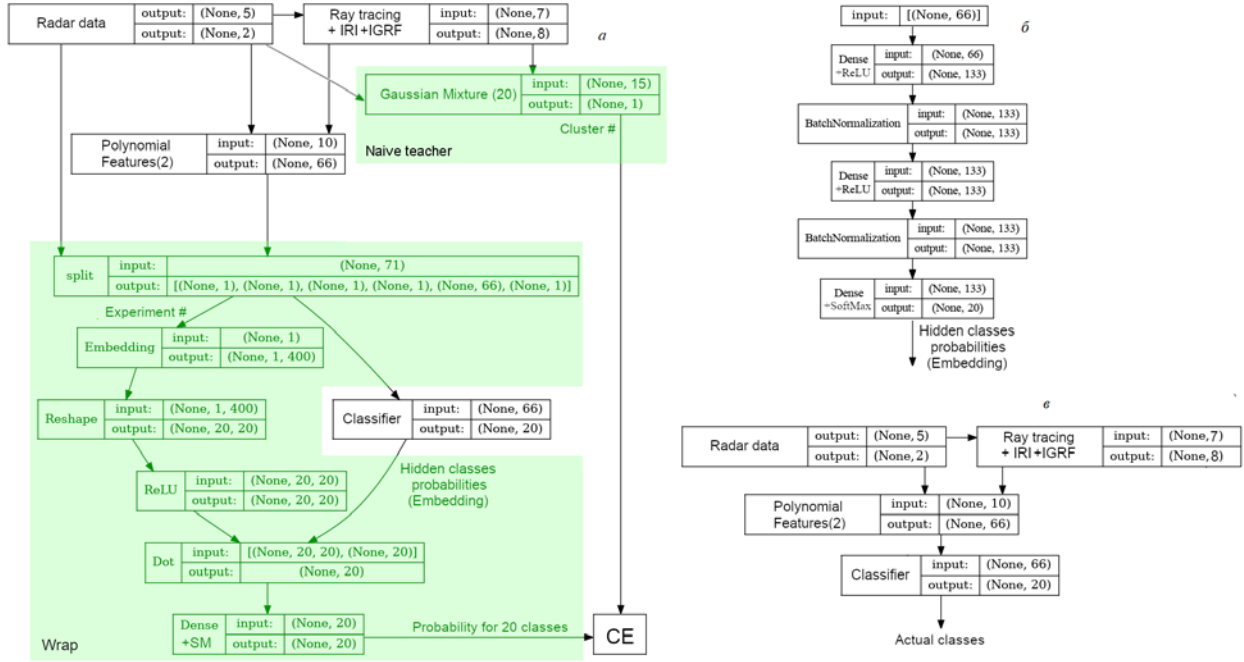 Radar data
output: (None, 5)
output: (None, 2)
Ray tracing
+ IRI +IGRF
input: (None,7)
output: (None,8)
а
Gaussian Mixture (20)
input: (None, 15)
output: (None, 1)
Cluster #
Naive teacher
Polynomial
Features(2)
input: (None, 10)
output: (None, 66)
split
input: (None, 71)
output: [(None, 1), (None, 1), (None, 1), (None, 1), (None, 66), (None, 1)]
Experiment #
Embedding
input: (None, 1)
output: (None, 1, 400)
Reshape
input: (None, 1, 400)
output: (None, 20, 20)
Classifier
input: (None, 66)
output: (None, 20)
Hidden classes
probabilities
(Embedding)
ReLU
input: (None, 20, 20)
output: (None, 20, 20)
Dot
input: [(None, 20, 20), (None, 20)]
output: (None, 20)
Dense
+SM
input: (None, 20)
output: (None, 20)
Probability for 20 classes
CE
Wrap
б
input: [(None, 66)]
Dense
+ReLU
input: (None, 66)
output: (None, 133)
BatchNormalization
input: (None, 133)
output: (None, 133)
Dense
+ReLU
input: (None, 133)
output: (None, 133)
BatchNormalization
input: (None, 133)
output: (None, 133)
Dense
+SoftMax
input: (None, 133)
output: (None, 20)
Hidden classes
probabilities
(Embedding)
в
Radar data
output: (None, 5)
output: (None, 2)
Ray tracing
+ IRI +IGRF
input: (None,7)
output: (None,8)
Polynomial
Features(2)
input: (None, 10)
output: (None, 66)
Classifier
input: (None, 66)
output: (None, 20)
Actual classes